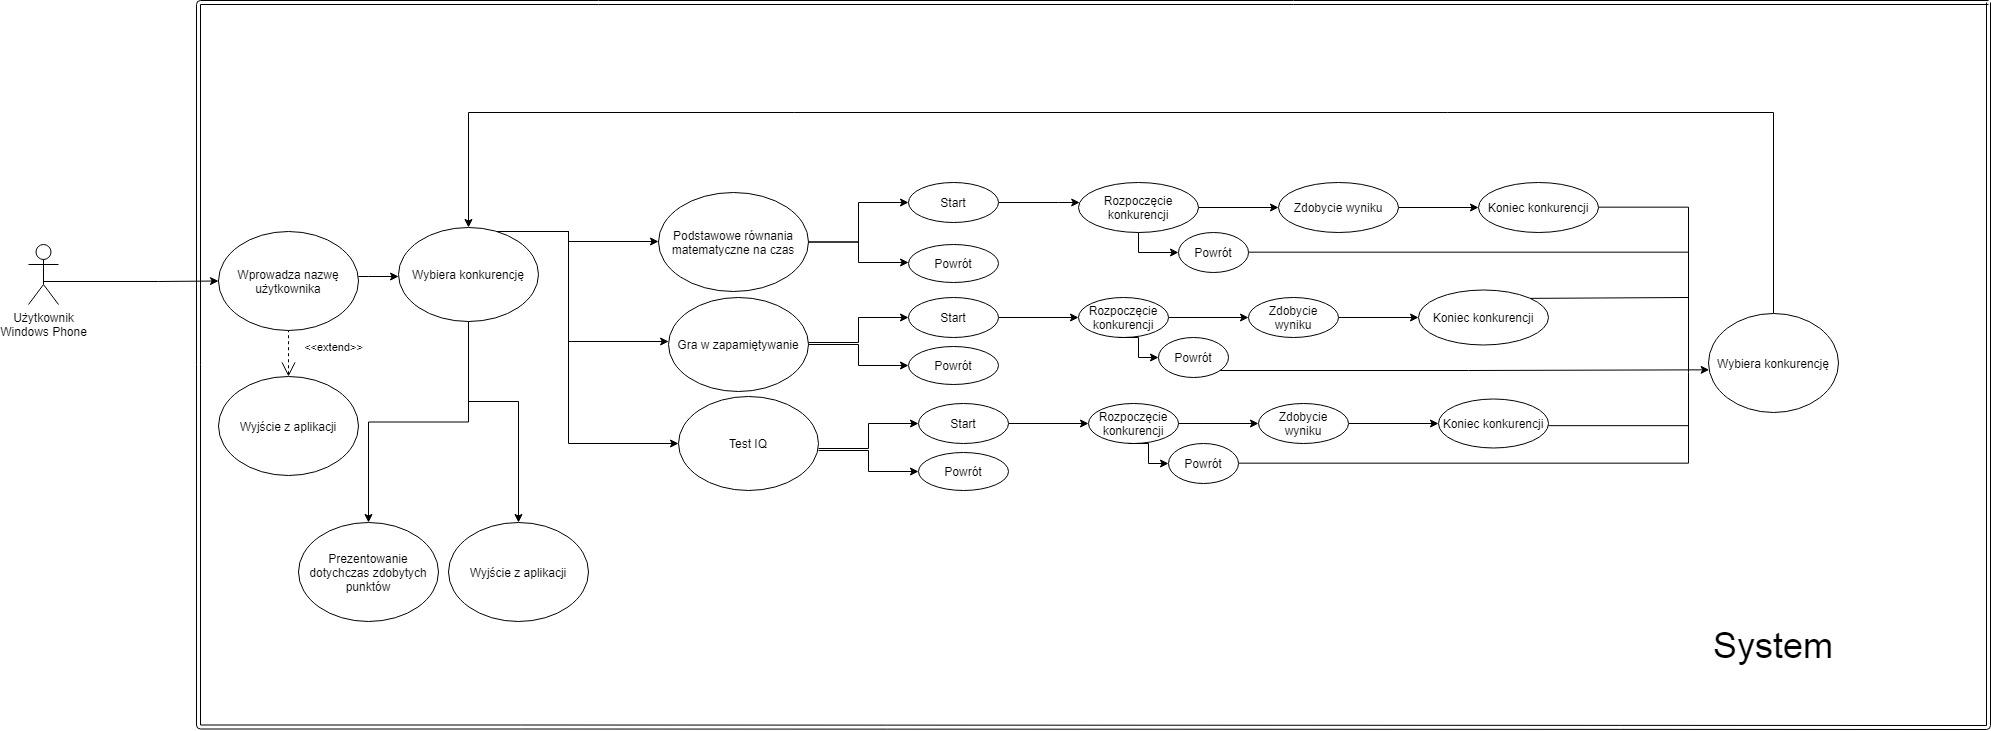 Użytkownik
Windows Phone
Wprowadza nazwę
użytkownika
<<extend>>
Wyjście z aplikacji
Wybiera konkurencję
Prezentowanie
dotychczas zdobytych
punktów
Wyjście z aplikacji
Podstawowe równania
matematyczne na czas
Start
Powrót
Rozpoczęcie
konkurencji
Powrót
Zdobycie wyniku
Koniec konkurencji
Gra w zapamiętywanie
Start
Powrót
Rozpoczęcie
konkurencji
Powrót
Zdobycie
wyniku
Koniec konkurencji
Test IQ
Start
Powrót
Rozpoczęcie
konkurencji
Powrót
Zdobycie
wyniku
Koniec konkurencji
Wybiera konkurencję
System